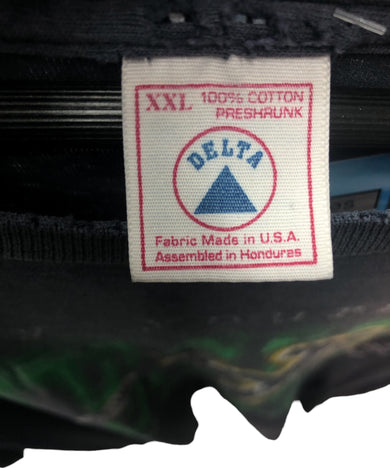 XXL 100% COTTON
PRESHRUNK
DELTA
Fabric Made in U.S.A.
Assembled in Honduras